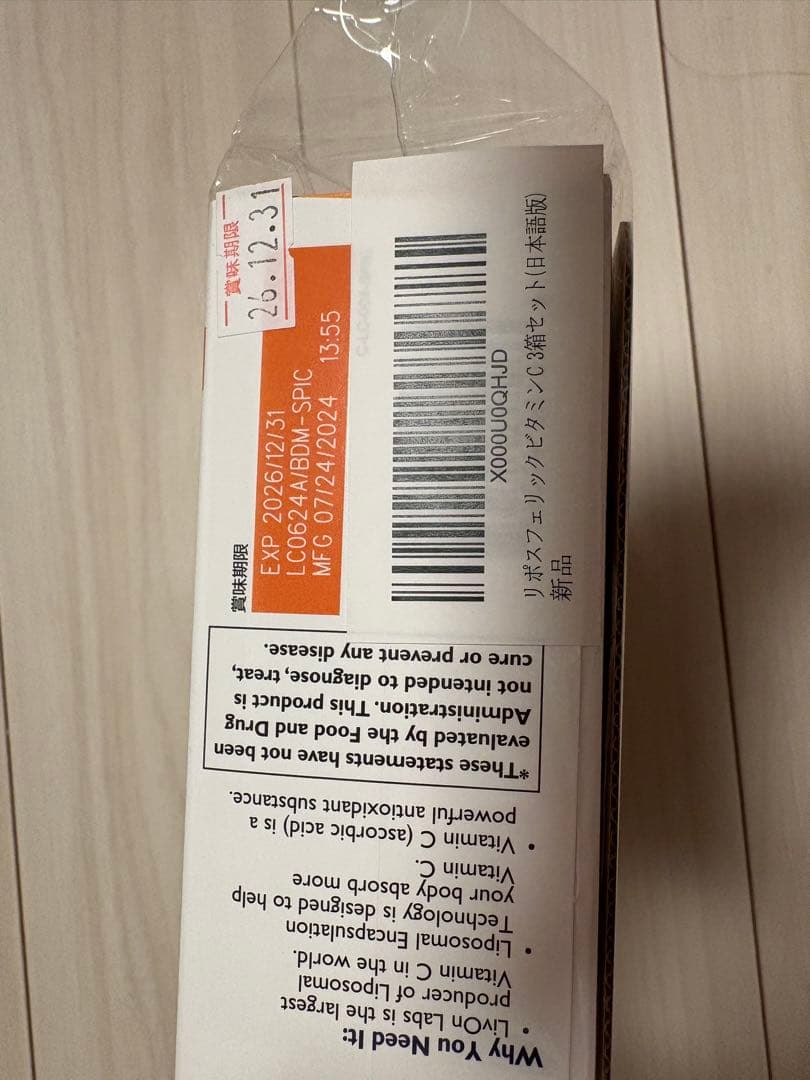 賞味期限
26.12.31
賞味期限
EXP 2026/12/31
LC0624A/BDM-SPIC
MFG 07/24/2024 13:55
X000U0QHJD
リポスフェリックビタミンC 3箱セット(日本語版)
新品
Why You Need It:
• LivOn Labs is the largest
producer of Liposomal
Vitamin C in the world.
• Liposomal Encapsulation
Technology is designed to help
your body absorb more
Vitamin C.
• Vitamin C (ascorbic acid) is a
powerful antioxidant substance.
*These statements have not been
evaluated by the Food and Drug
Administration. This product is
not intended to diagnose, treat,
cure or prevent any disease.